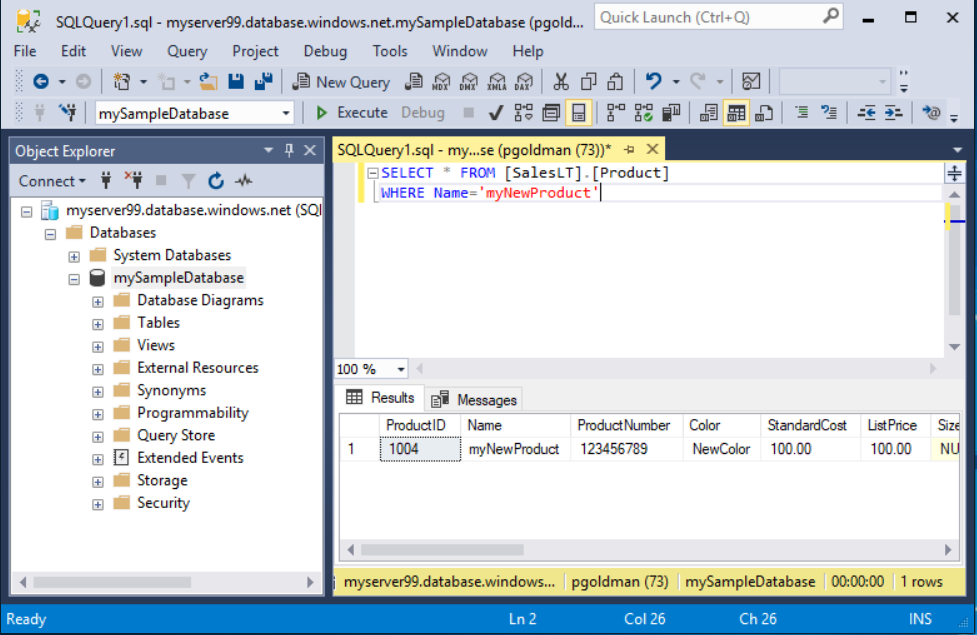 SQLQuery1.sql - myserver99.database.windows.net.mySampleDatabase (pgold...
Quick Launch (Ctrl+Q)
File Edit View Query Project Debug Tools Window Help
New Query MDX DMX XMLA DAX
mySampleDatabase Execute Debug
Object Explorer
Connect
myserver99.database.windows.net (SQl
Databases
System Databases
mySampleDatabase
Database Diagrams
Tables
Views
External Resources
Synonyms
Programmability
Query Store
Extended Events
Storage
Security
SQLQuery1.sql - my...se (pgoldman (73))*
SELECT * FROM [SalesLT].[Product]
WHERE Name='myNewProduct'
100 %
Results Messages
ProductID Name ProductNumber Color StandardCost ListPrice Size
1 1004 myNewProduct 123456789 NewColor 100.00 100.00 NU
myserver99.database.windows... pgoldman (73) mySampleDatabase 00:00:00 1 rows
Ready Ln 2 Col 26 Ch 26 INS